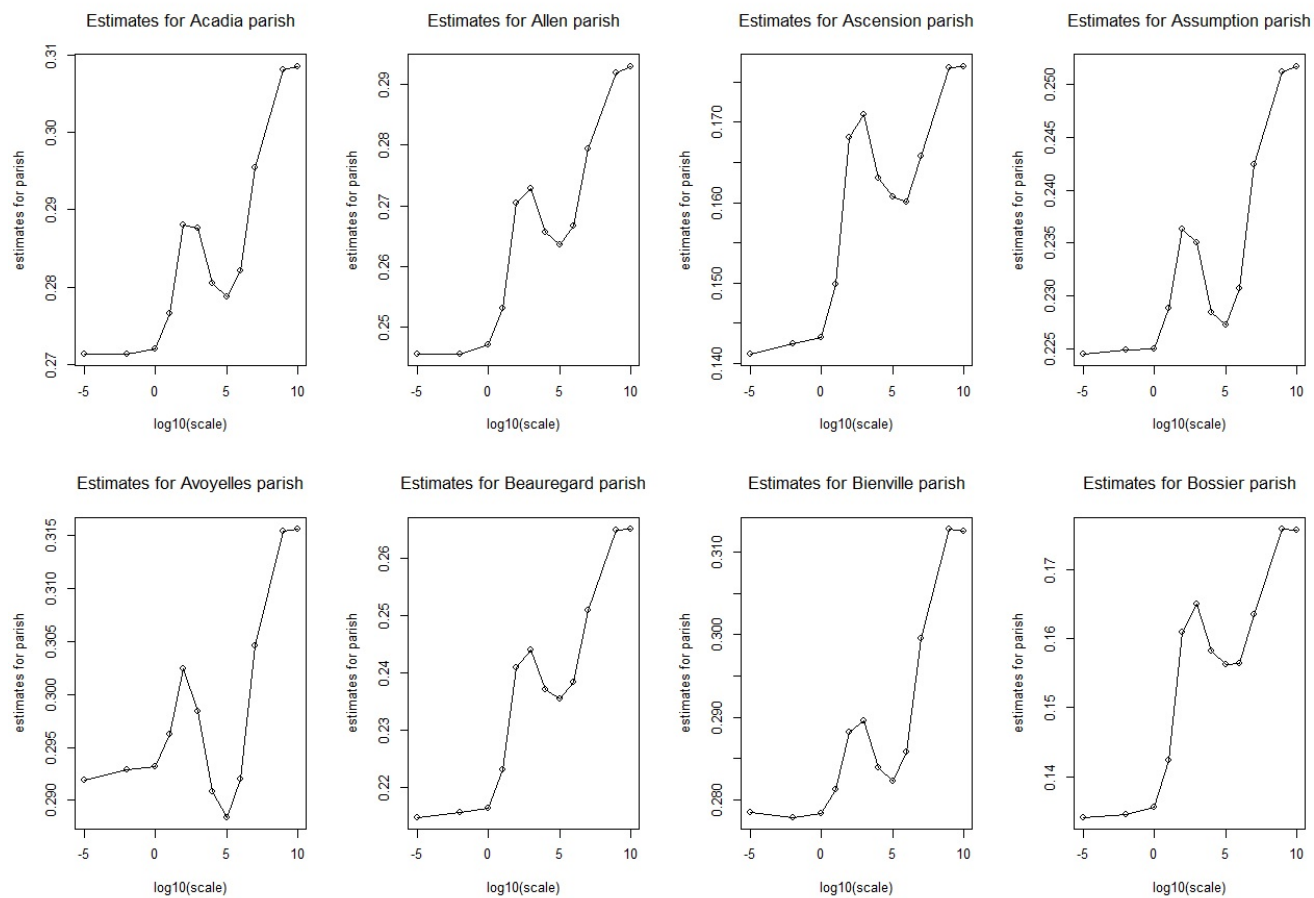 Estimates for Acadia parish
estimates for parish
0.31
0.30
0.29
0.28
0.27
-5 0 5 10
log10(scale)
Estimates for Allen parish
estimates for parish
0.29
0.28
0.27
0.26
0.25
-5 0 5 10
log10(scale)
Estimates for Ascension parish
estimates for parish
0.170
0.160
0.150
0.140
-5 0 5 10
log10(scale)
Estimates for Assumption parish
estimates for parish
0.250
0.245
0.240
0.235
0.230
0.225
-5 0 5 10
log10(scale)
Estimates for Avoyelles parish
estimates for parish
0.315
0.310
0.305
0.300
0.295
0.290
-5 0 5 10
log10(scale)
Estimates for Beauregard parish
estimates for parish
0.26
0.25
0.24
0.23
0.22
-5 0 5 10
log10(scale)
Estimates for Bienville parish
estimates for parish
0.310
0.300
0.290
0.280
-5 0 5 10
log10(scale)
Estimates for Bossier parish
estimates for parish
0.17
0.16
0.15
0.14
-5 0 5 10
log10(scale)